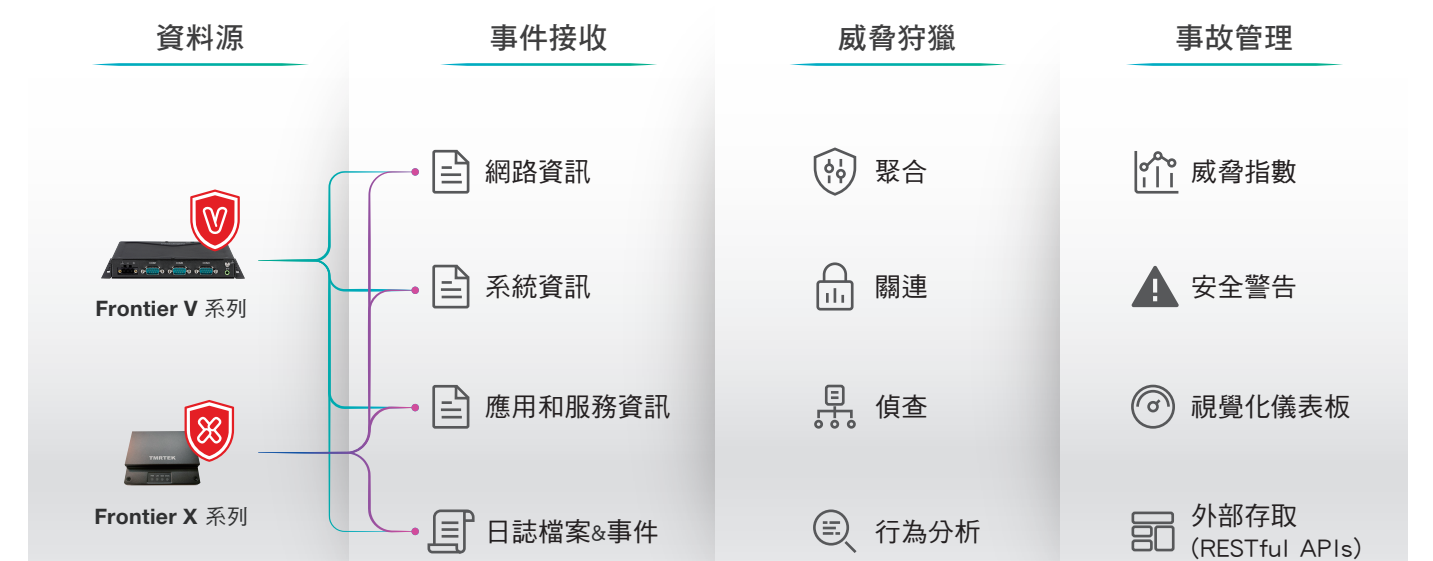 資料源
事件接收
威脅狩獵
事故管理
網路資訊
聚合
威脅指數
V
Frontier V 系列
系統資訊
關連
安全警告
應用和服務資訊
偵查
視覺化儀表板
X
TMRTEK
Frontier X 系列
日誌檔案&事件
行為分析
外部存取
(RESTful APIs)